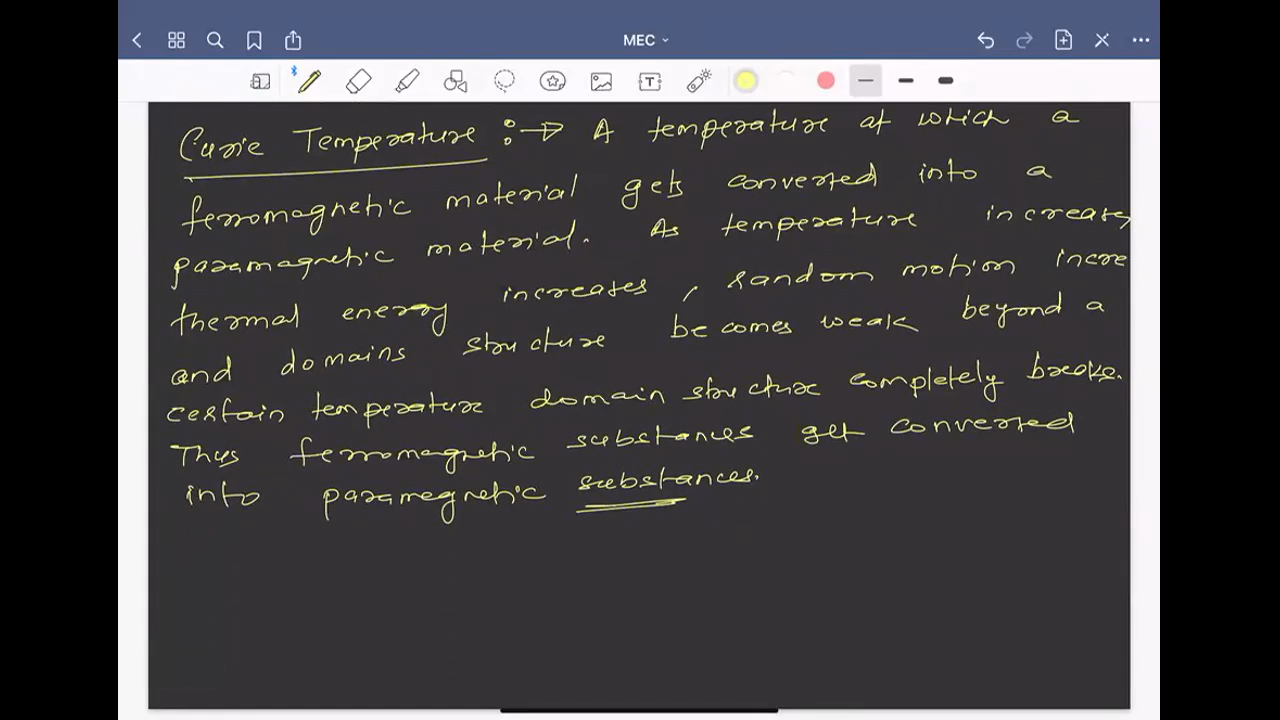 MEC
Curie Temperature :→ A temperature at which a
ferromagnetic material gets converted into a
paramagnetic material. As temperature increases
thermal energy increases, random motion incre
and domains structure becomes weak beyond a
certain temperature domain structure completely breaks.
Thus ferromagnetic substances get converted
into paramegnetic substances.